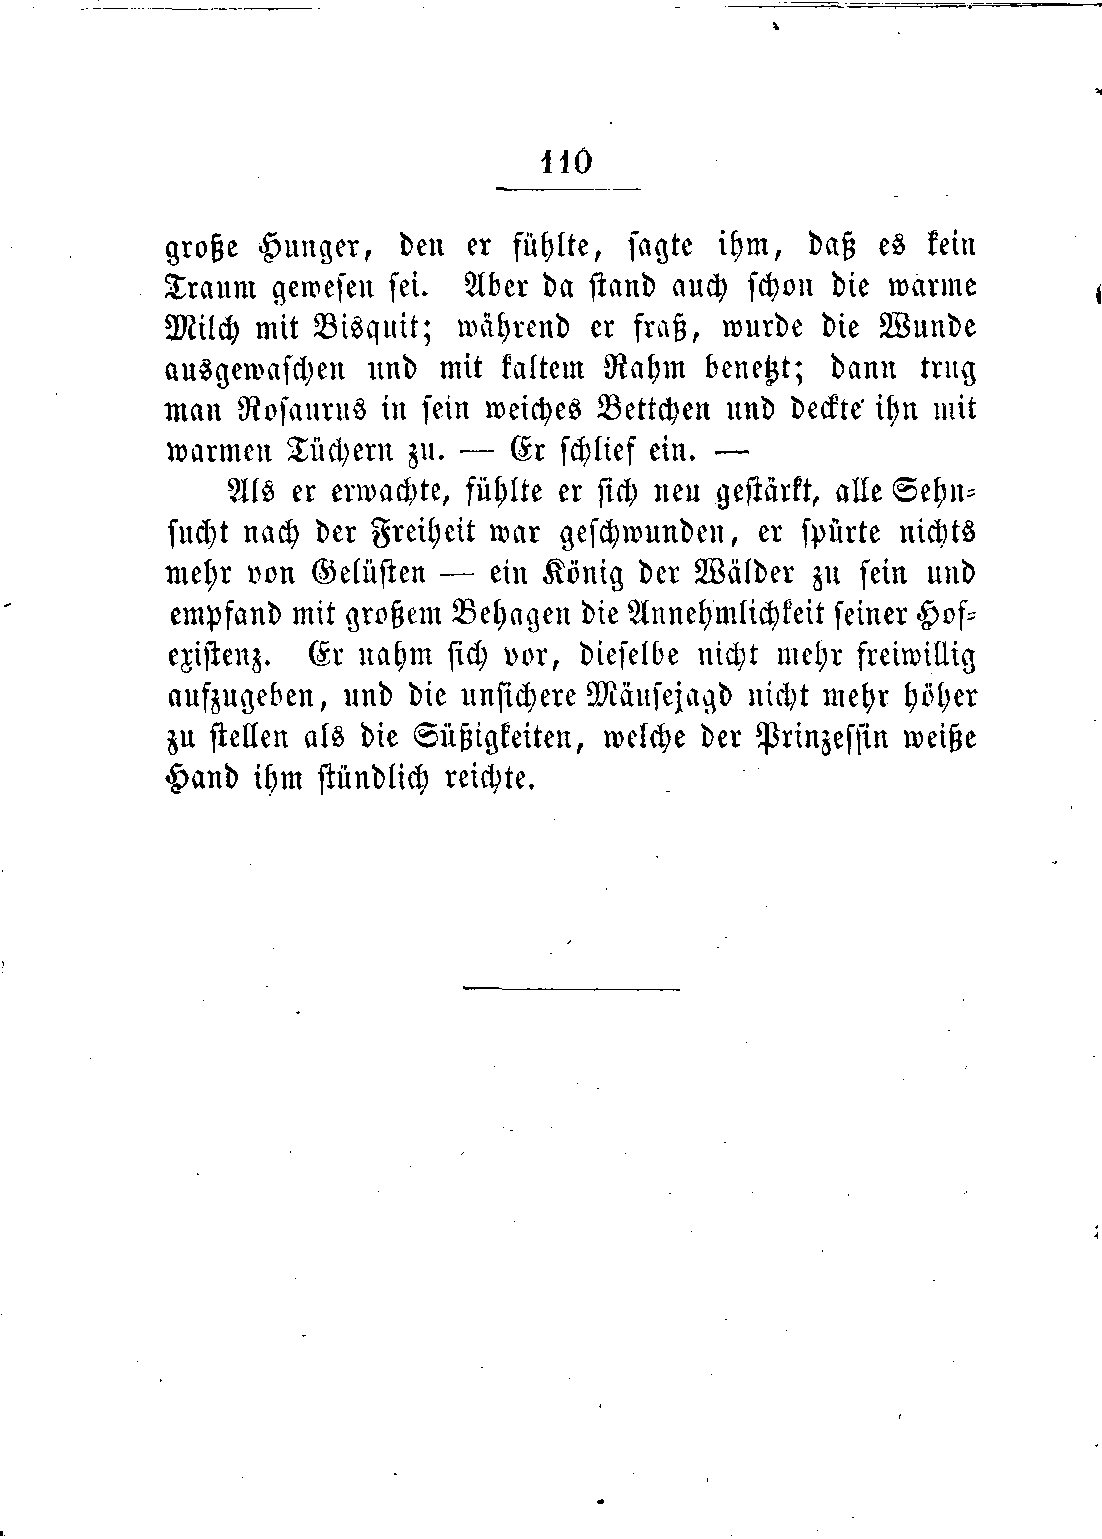 110
große Hunger, den er fühlte, sagte ihm, daß es kein
Traum gewesen sei. Aber da stand auch schon die warme
Milch mit Bisquit; während er fraß, wurde die Wunde
ausgewaschen und mit kaltem Rahm benetzt; dann trug
man Rosaurus in sein weiches Bettchen und deckte ihn mit
warmen Tüchern zu. — Er schlief ein. —
Als er erwachte, fühlte er sich neu gestärkt, alle Sehn-
sucht nach der Freiheit war geschwunden, er spürte nichts
mehr von Gelüsten — ein König der Wälder zu sein und
empfand mit großem Behagen die Annehmlichkeit seiner Hof-
existenz. Er nahm sich vor, dieselbe nicht mehr freiwillig
aufzugeben, und die unsichere Mäusejagd nicht mehr höher
zu stellen als die Süßigkeiten, welche der Prinzessin weiße
Hand ihm stündlich reichte.